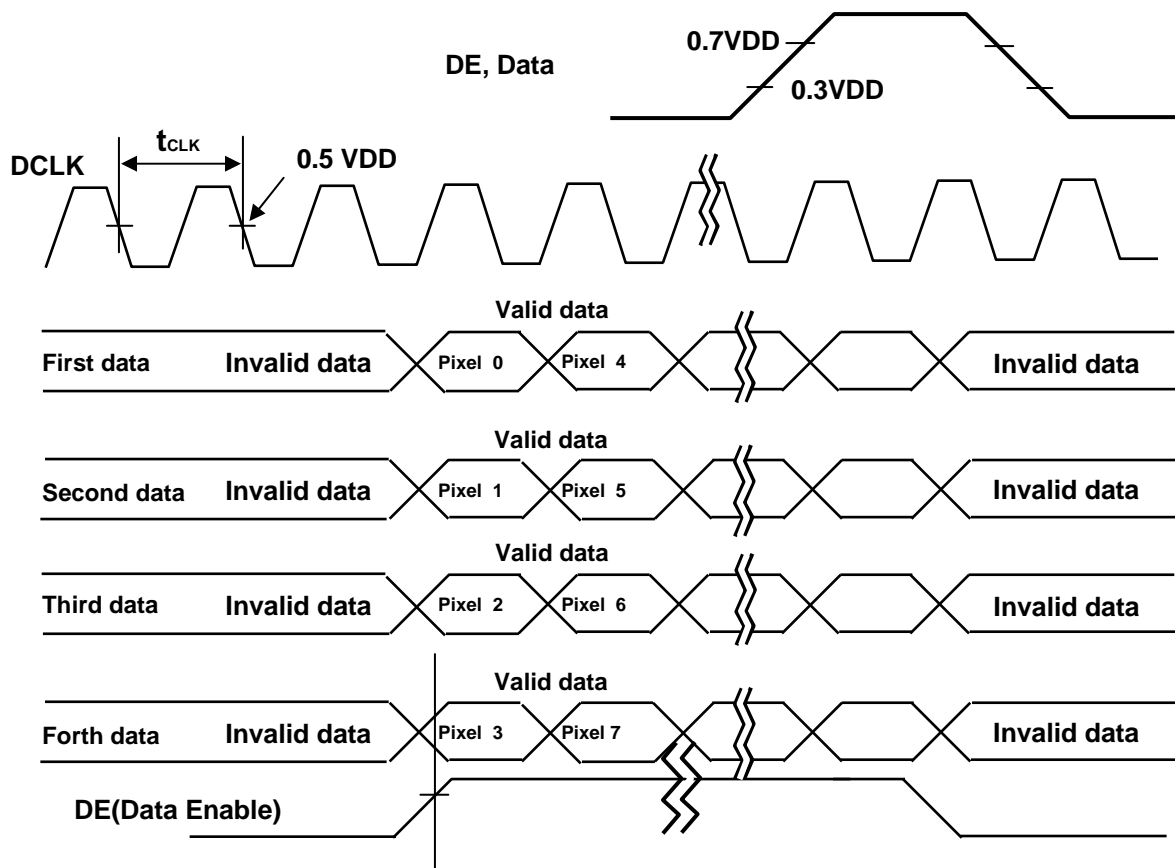 0.7VDD
DE, Data
0.3VDD
tCLK
DCLK
0.5 VDD
Valid data
First data
Invalid data
Pixel 0
Pixel 4
Invalid data
Valid data
Second data
Invalid data
Pixel 1
Pixel 5
Invalid data
Valid data
Third data
Invalid data
Pixel 2
Pixel 6
Invalid data
Valid data
Forth data
Invalid data
Pixel 3
Pixel 7
Invalid data
DE(Data Enable)